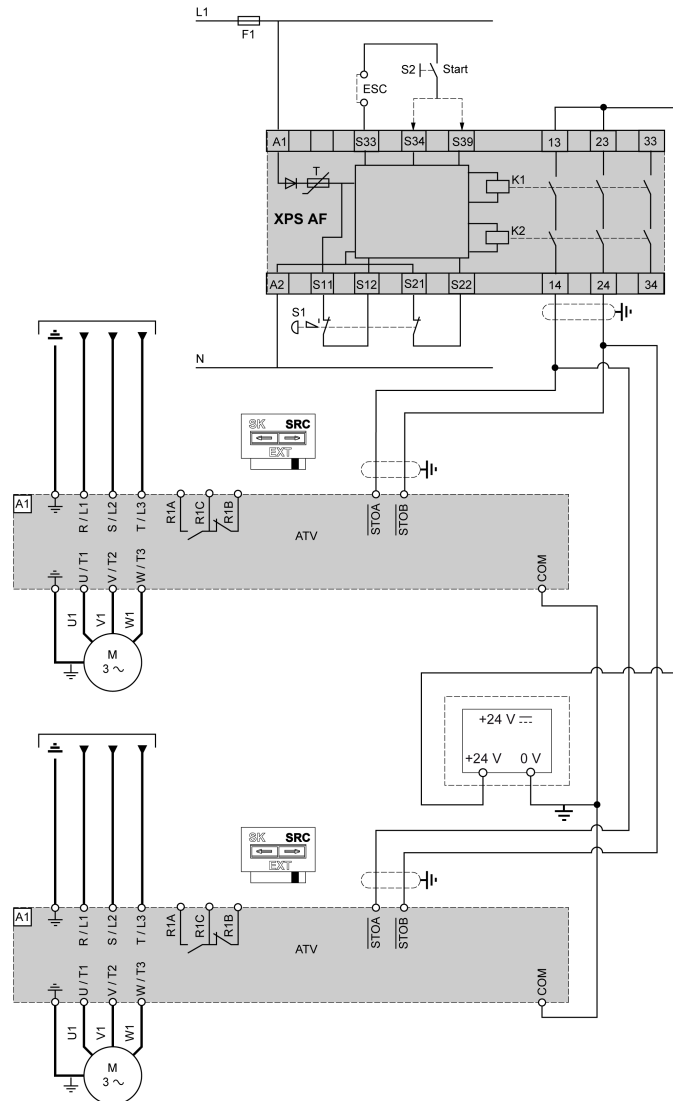 L1
F1
S2
Start
ESC
A1
S33
S34
S39
13
23
33
T
K1
XPS AF
K2
A2
S11
S12
S21
S22
14
24
34
S1
N
SK SRC
EXT
A1
R / L1
S / L2
T / L3
R1A
R1C
R1B
STOA
STOB
ATV
U / T1
V / T2
W / T3
COM
U1
V1
W1
M
3 ~
+24 V
+24 V
0 V
SK SRC
EXT
A1
R / L1
S / L2
T / L3
R1A
R1C
R1B
STOA
STOB
ATV
U / T1
V / T2
W / T3
COM
U1
V1
W1
M
3 ~